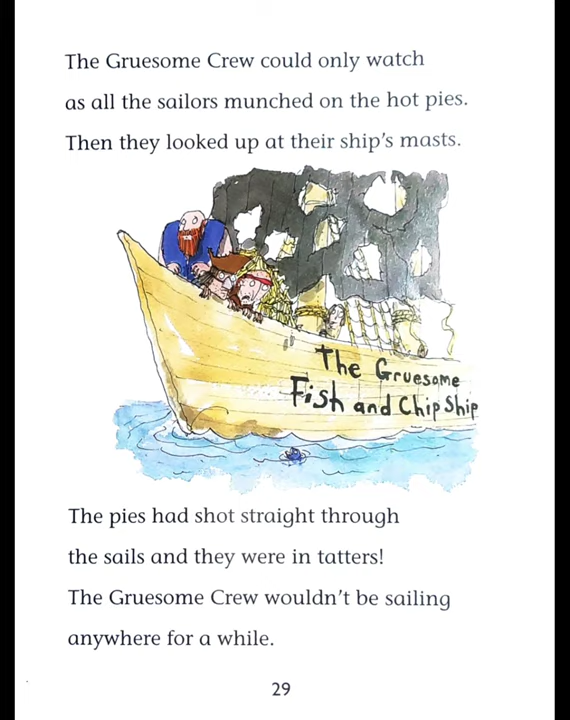 The Gruesome Crew could only watch
as all the sailors munched on the hot pies.
Then they looked up at their ship's masts.
The Gruesome
Fish and Chip Ship
The pies had shot straight through
the sails and they were in tatters!
The Gruesome Crew wouldn't be sailing
anywhere for a while.
29